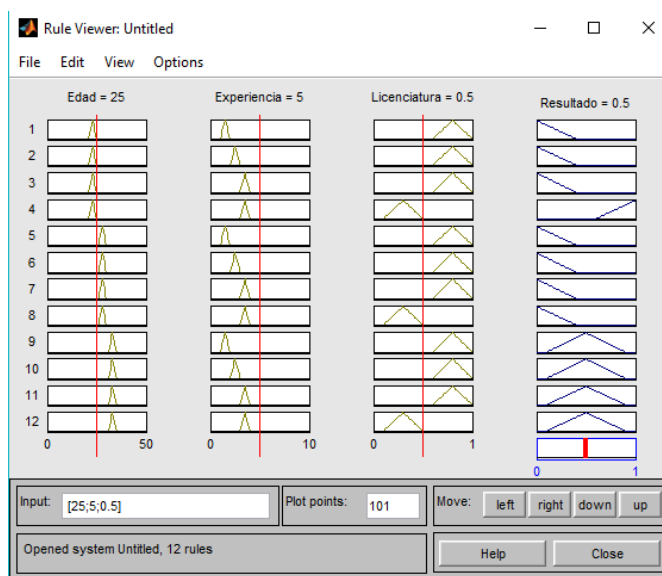 Rule Viewer: Untitled
File Edit View Options
Edad = 25 Experiencia = 5 Licenciatura = 0.5 Resultado = 0.5
1
2
3
4
5
6
7
8
9
10
11
12
0 50 0 10 0 1
0 1
Input: [25;5;0.5] Plot points: 101 Move: left right down up
Opened system Untitled, 12 rules Help Close